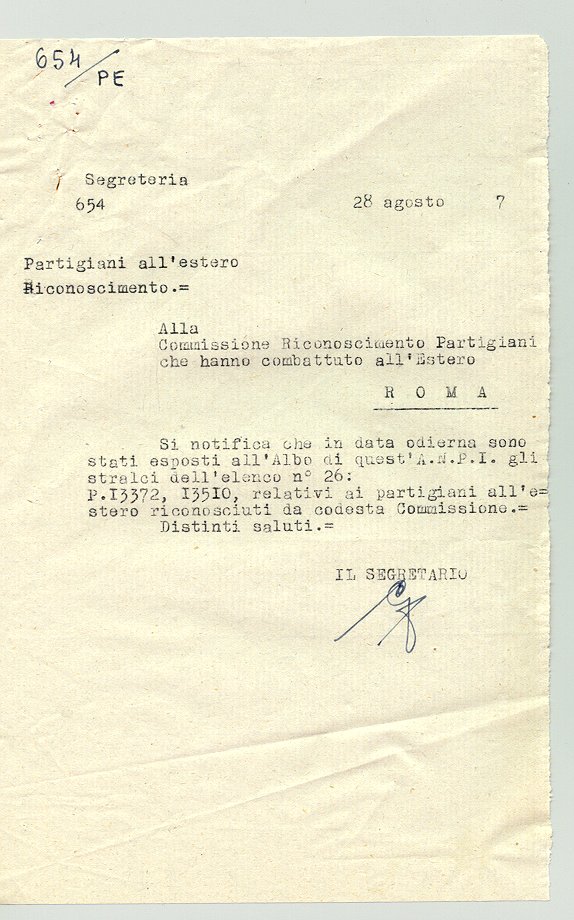 654/PE
Segreteria
654
28 agosto 7
Partigiani all'estero
Riconoscimento.=
Alla
Commissione Riconoscimento Partigiani
che hanno combattuto all'Estero
R O M A
Si notifica che in data odierna sono
stati esposti all'Albo di quest'A.N.P.I. gli
stralci dell'elenco n° 26:
P.I3372, I35I0, relativi ai partigiani all'e=
stero riconosciuti da codesta Commissione.=
Distinti saluti.=
IL SEGRETARIO